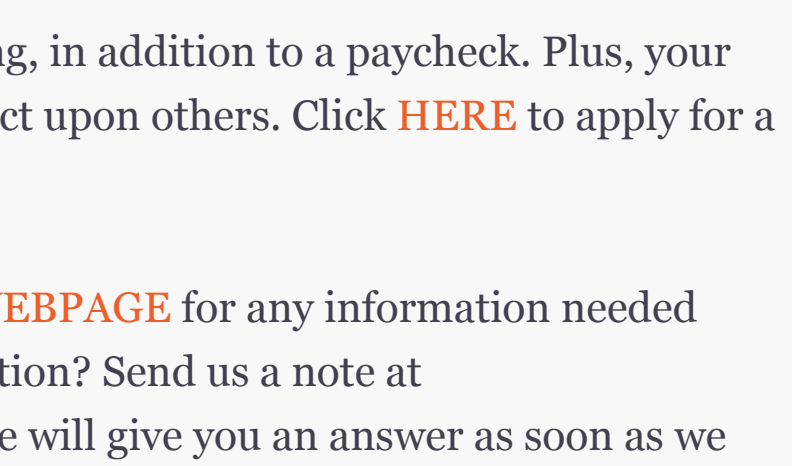 ng, in addition to a paycheck. Plus, your
ct upon others. Click HERE to apply for a
EBPAGE for any information needed
tion? Send us a note at
e will give you an answer as soon as we